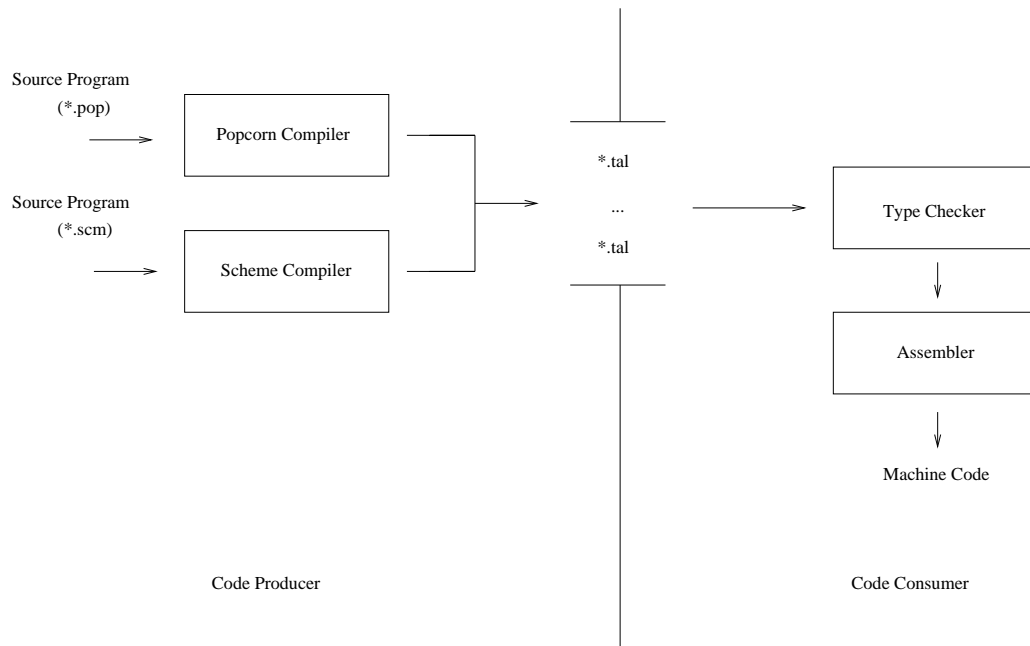 Source Program
(*.pop)
Popcorn Compiler
Source Program
(*.scm)
Scheme Compiler
*.tal
...
*.tal
Type Checker
Assembler
Machine Code
Code Producer
Code Consumer